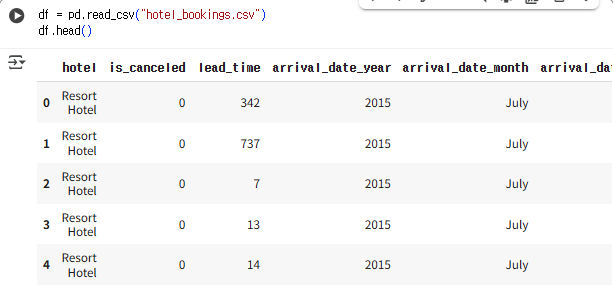 df = pd.read_csv("hotel_bookings.csv")
df.head()
hotel is_canceled lead_time arrival_date_year arrival_date_month arrival_da
0 Resort Hotel 0 342 2015 July
1 Resort Hotel 0 737 2015 July
2 Resort Hotel 0 7 2015 July
3 Resort Hotel 0 13 2015 July
4 Resort Hotel 0 14 2015 July